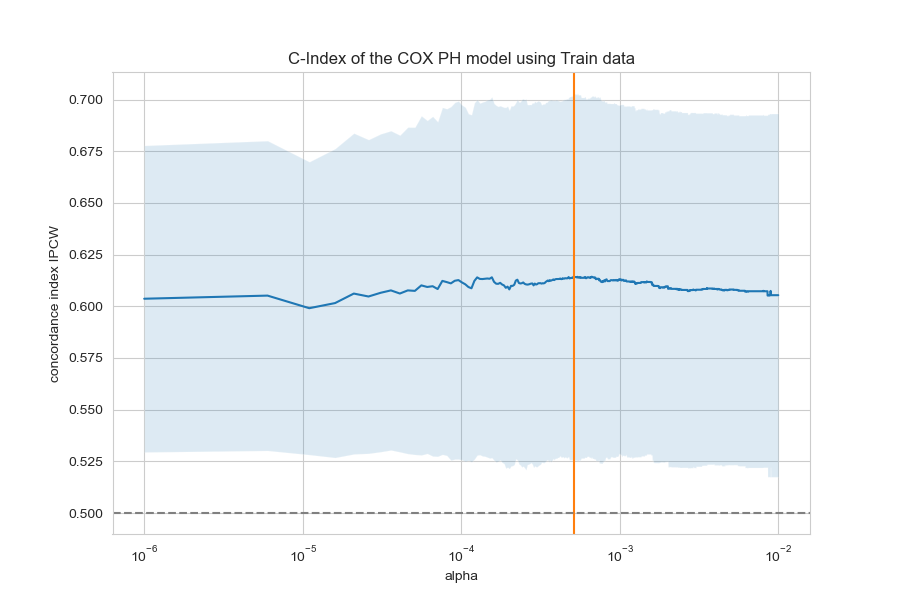 C-Index of the COX PH model using Train data
concordance index IPCW
0.700
0.675
0.650
0.625
0.600
0.575
0.550
0.525
0.500
10⁻⁶ 10⁻⁵ 10⁻⁴ 10⁻³ 10⁻²
alpha